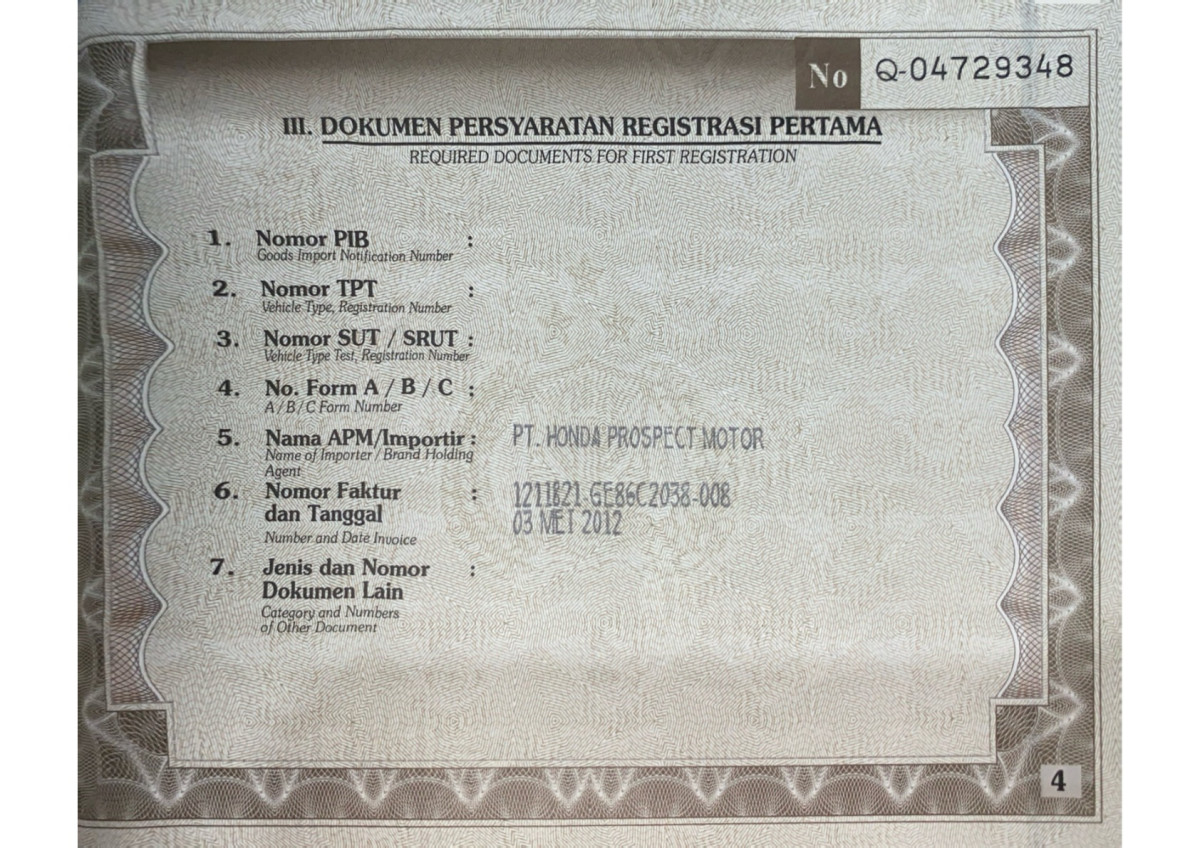 No Q-04729348
III. DOKUMEN PERSYARATAN REGISTRASI PERTAMA
REQUIRED DOCUMENTS FOR FIRST REGISTRATION
1. Nomor PIB :
Goods Import Notification Number
2. Nomor TPT :
Vehicle Type, Registration Number
3. Nomor SUT / SRUT :
Vehicle Type Test, Registration Number
4. No. Form A / B / C :
A / B / C Form Number
5. Nama APM/Importir : PT. HONDA PROSPECT MOTOR
Name of Importer / Brand Holding
Agent
6. Nomor Faktur : 1211821-GE86C2038-008
dan Tanggal 03 MET 2012
Number and Date Invoice
7. Jenis dan Nomor :
Dokumen Lain
Category and Numbers
of Other Document
4